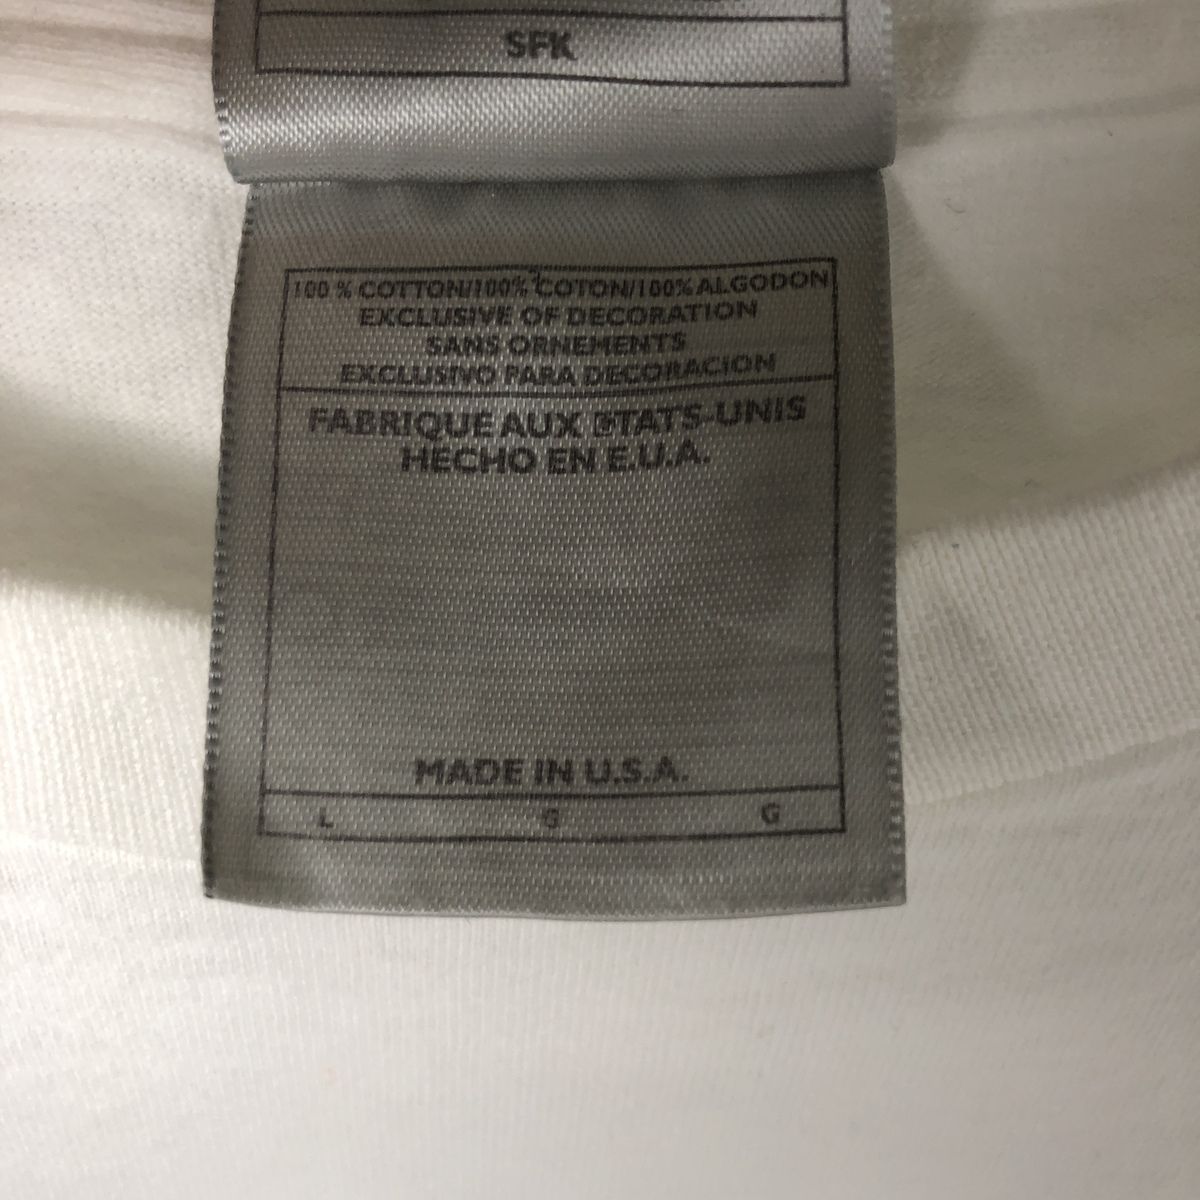 SFK
100 % COTTON/100% COTON/100% ALGODON
EXCLUSIVE OF DECORATION
SANS ORNEMENTS
EXCLUSIVO PARA DECORACION
FABRIQUE AUX ETATS-UNIS
HECHO EN E.U.A.
MADE IN U.S.A.
L G G